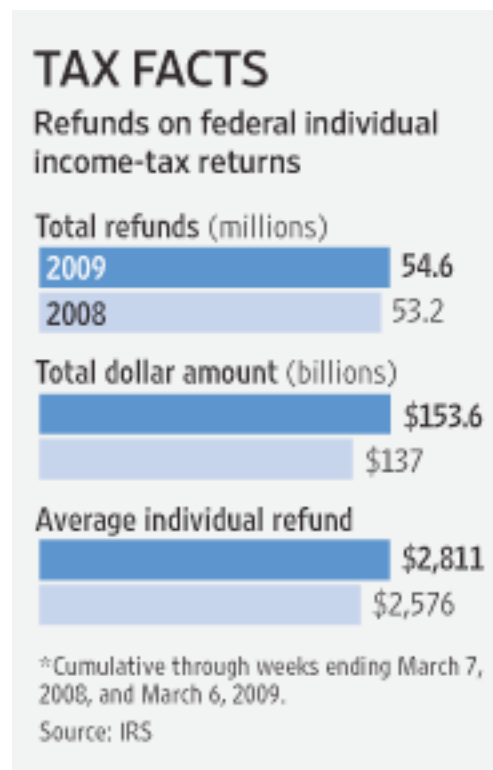 TAX FACTS
Refunds on federal individual
income-tax returns
Total refunds (millions)
2009 54.6
2008 53.2
Total dollar amount (billions)
$153.6
$137
Average individual refund
$2,811
$2,576
*Cumulative through weeks ending March 7,
2008, and March 6, 2009.
Source: IRS